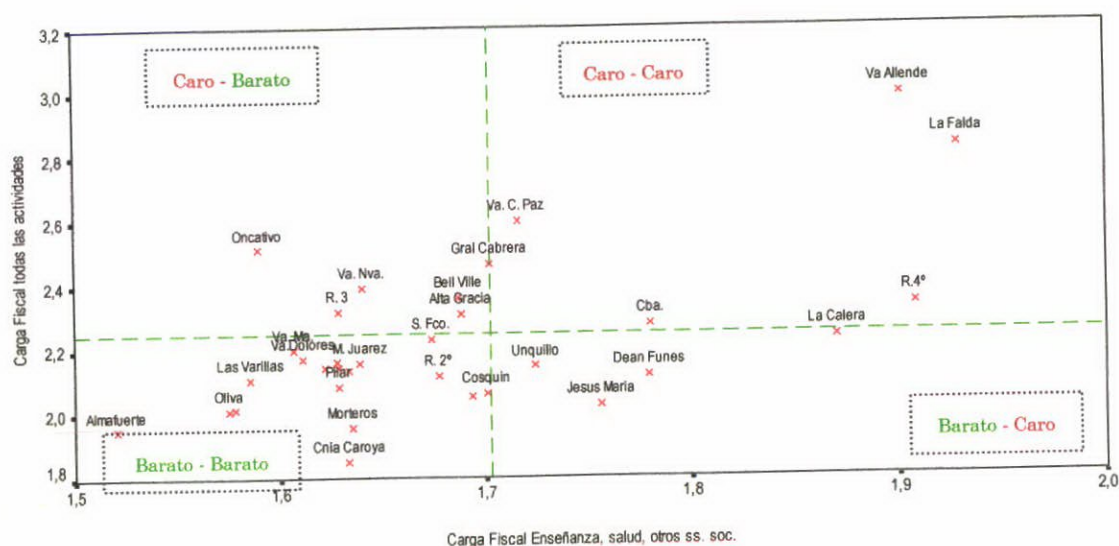 3,2
3,0
2,8
2,6
2,4
2,2
2,0
1,8
Carga Fiscal todas las actividades
Caro - Barato
Caro - Caro
Va Allende
La Falda
Va. C. Paz
Oncativo
Gral Cabrera
Va. Nva.
Bell Ville
R. 3
Alta Gracia
R.4º
Cba.
La Calera
S. Fco.
Va. Ma.
Va.Dolores
M. Juarez
Las Varillas
Pilar
R. 2º
Unquillo
Dean Funes
Cosquin
Oliva
Jesus Maria
Almafuerte
Morteros
Cnia Caroya
Barato - Barato
Barato - Caro
1,5
1,6
1,7
1,8
1,9
2,0
Carga Fiscal Enseñanza, salud, otros ss. soc.